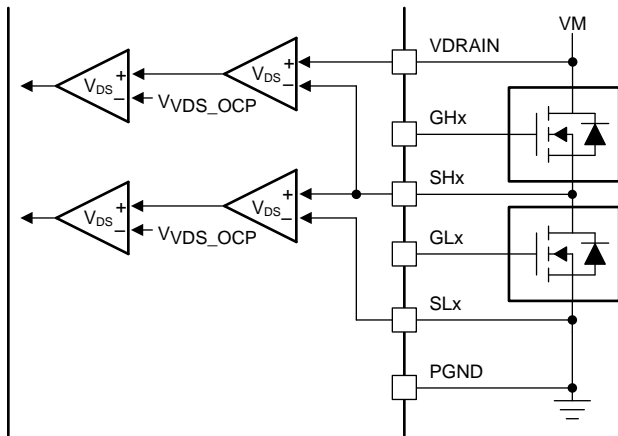 VM
VDRAIN
+
VDS
−
+
VDS
−
VVDS_OCP
GHx
SHx
+
VDS
−
+
VDS
−
VVDS_OCP
GLx
SLx
PGND